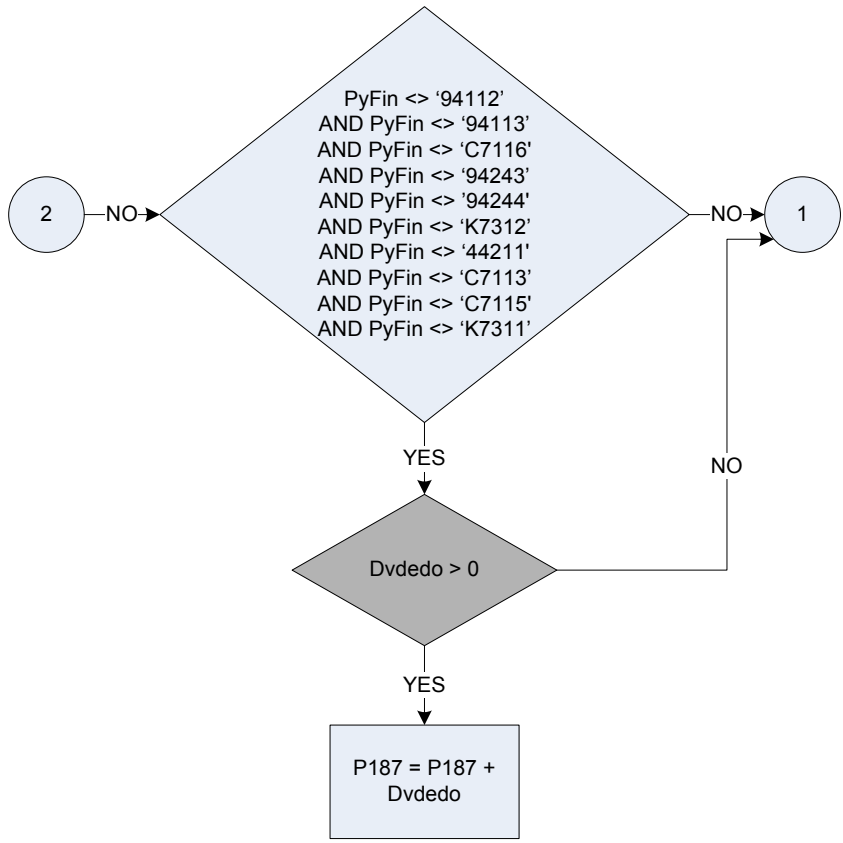 PyFin <> ‘94112’
AND PyFin <> ‘94113’
AND PyFin <> ‘C7116'
AND PyFin <> ‘94243’
AND PyFin <> ‘94244'
AND PyFin <> ‘K7312’
AND PyFin <> ‘44211'
AND PyFin <> ‘C7113’
AND PyFin <> ‘C7115'
AND PyFin <> ‘K7311’
2
NO
NO
1
YES
NO
Dvdedo > 0
YES
P187 = P187 +
Dvdedo